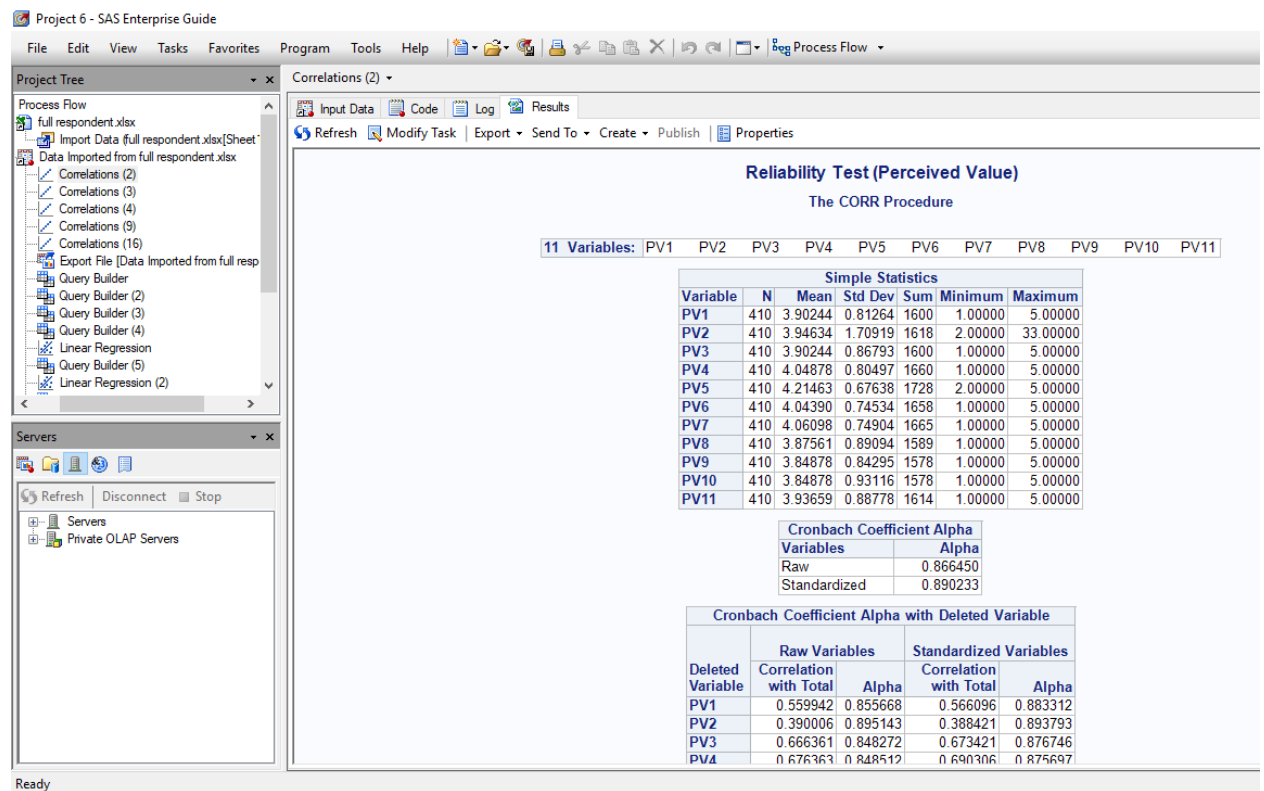 Project 6 - SAS Enterprise Guide
File Edit View Tasks Favorites Program Tools Help Process Flow
Project Tree
Process Flow
full respondent.xlsx
Import Data (full respondent.xlsx[Sheet
Data Imported from full respondent.xlsx
Correlations (2)
Correlations (3)
Correlations (4)
Correlations (9)
Correlations (16)
Export File [Data Imported from full resp
Query Builder
Query Builder (2)
Query Builder (3)
Query Builder (4)
Linear Regression
Query Builder (5)
Linear Regression (2)
Servers
Refresh Disconnect Stop
Servers
Private OLAP Servers
Correlations (2)
Input Data Code Log Results
Refresh Modify Task Export Send To Create Publish Properties
Reliability Test (Perceived Value)
The CORR Procedure
11 Variables: PV1 PV2 PV3 PV4 PV5 PV6 PV7 PV8 PV9 PV10 PV11
Simple Statistics
Variable N Mean Std Dev Sum Minimum Maximum
PV1 410 3.90244 0.81264 1600 1.00000 5.00000
PV2 410 3.94634 1.70919 1618 2.00000 33.00000
PV3 410 3.90244 0.86793 1600 1.00000 5.00000
PV4 410 4.04878 0.80497 1660 1.00000 5.00000
PV5 410 4.21463 0.67638 1728 2.00000 5.00000
PV6 410 4.04390 0.74534 1658 1.00000 5.00000
PV7 410 4.06098 0.74904 1665 1.00000 5.00000
PV8 410 3.87561 0.89094 1589 1.00000 5.00000
PV9 410 3.84878 0.84295 1578 1.00000 5.00000
PV10 410 3.84878 0.93116 1578 1.00000 5.00000
PV11 410 3.93659 0.88778 1614 1.00000 5.00000
Cronbach Coefficient Alpha
Variables Alpha
Raw 0.866450
Standardized 0.890233
Cronbach Coefficient Alpha with Deleted Variable
Raw Variables Standardized Variables
Deleted Correlation Correlation
Variable with Total Alpha with Total Alpha
PV1 0.559942 0.855668 0.566096 0.883312
PV2 0.390006 0.895143 0.388421 0.893793
PV3 0.666361 0.848272 0.673421 0.876746
PV4 0.676363 0.848512 0.690306 0.875697
Ready